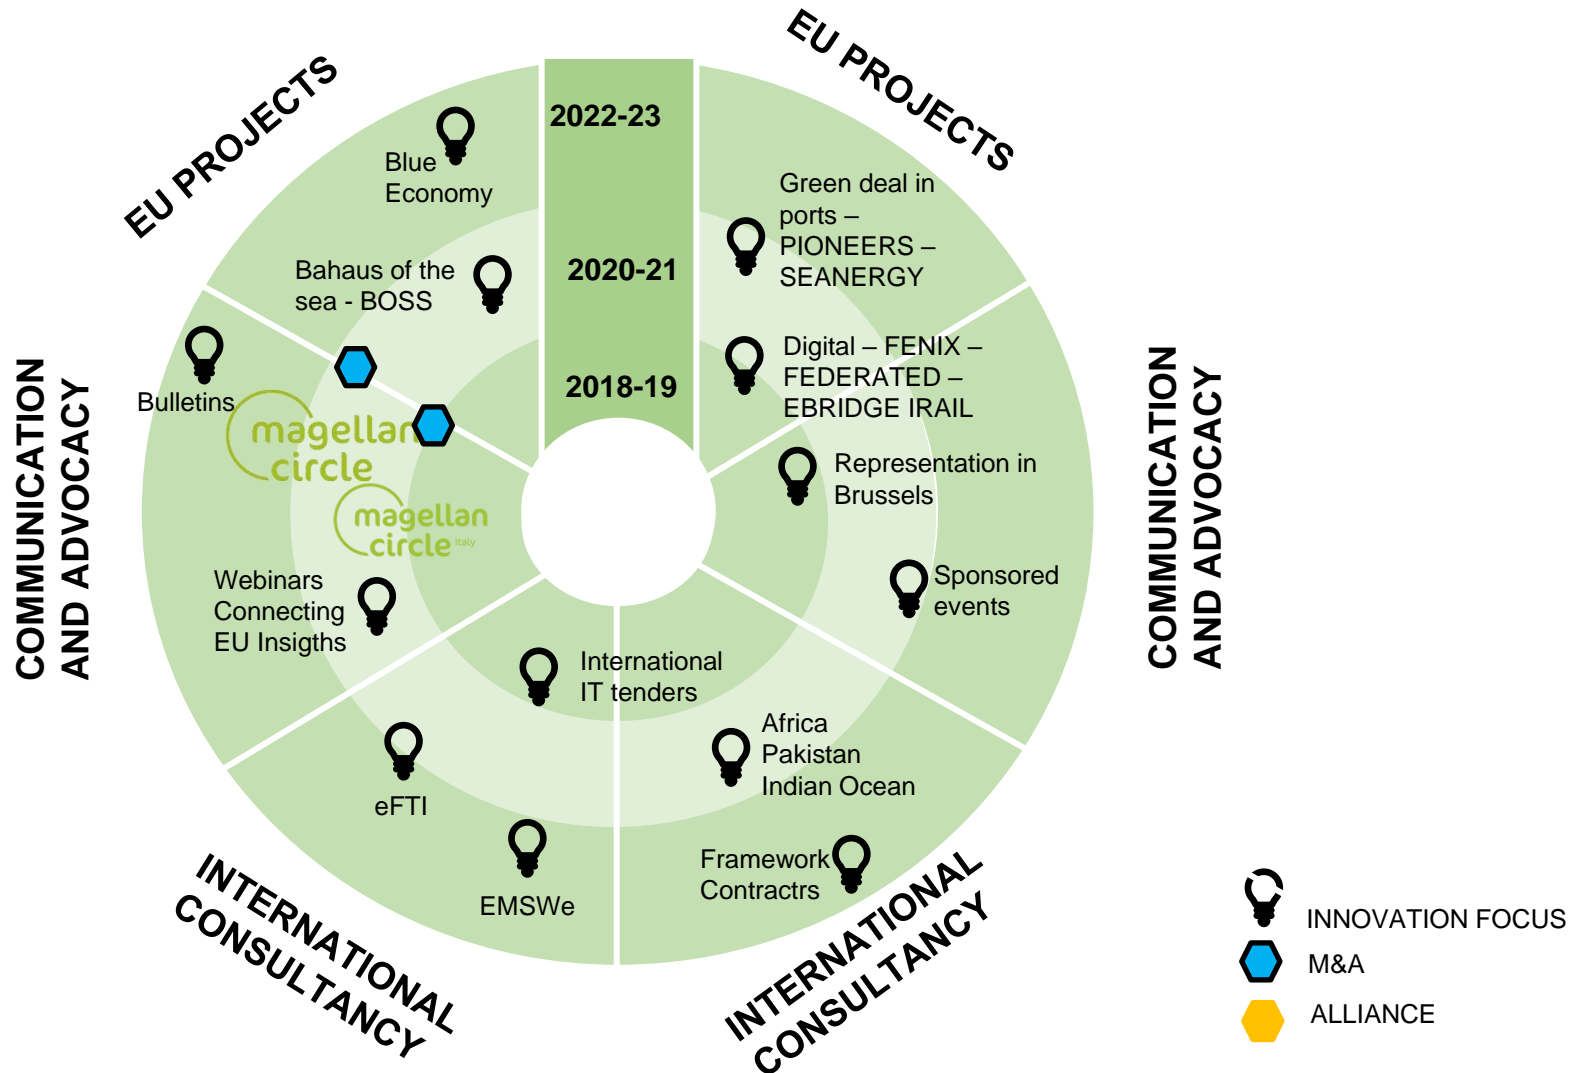 EU PROJECTS
EU PROJECTS
2022-23
Blue
Economy
Green deal in
ports –
PIONEERS –
SEANERGY
Bahaus of the
sea - BOSS
2020-21
Digital – FENIX –
FEDERATED –
EBRIDGE IRAIL
2018-19
COMMUNICATION
AND ADVOCACY
Bulletins
magellan
circle
magellan
circle Italy
Representation in
Brussels
COMMUNICATION
AND ADVOCACY
Webinars
Connecting
EU Insigths
Sponsored
events
International
IT tenders
Africa
Pakistan
Indian Ocean
eFTI
EMSWe
Framework
Contractrs
INTERNATIONAL
CONSULTANCY
INTERNATIONAL
CONSULTANCY
INNOVATION FOCUS
M&A
ALLIANCE